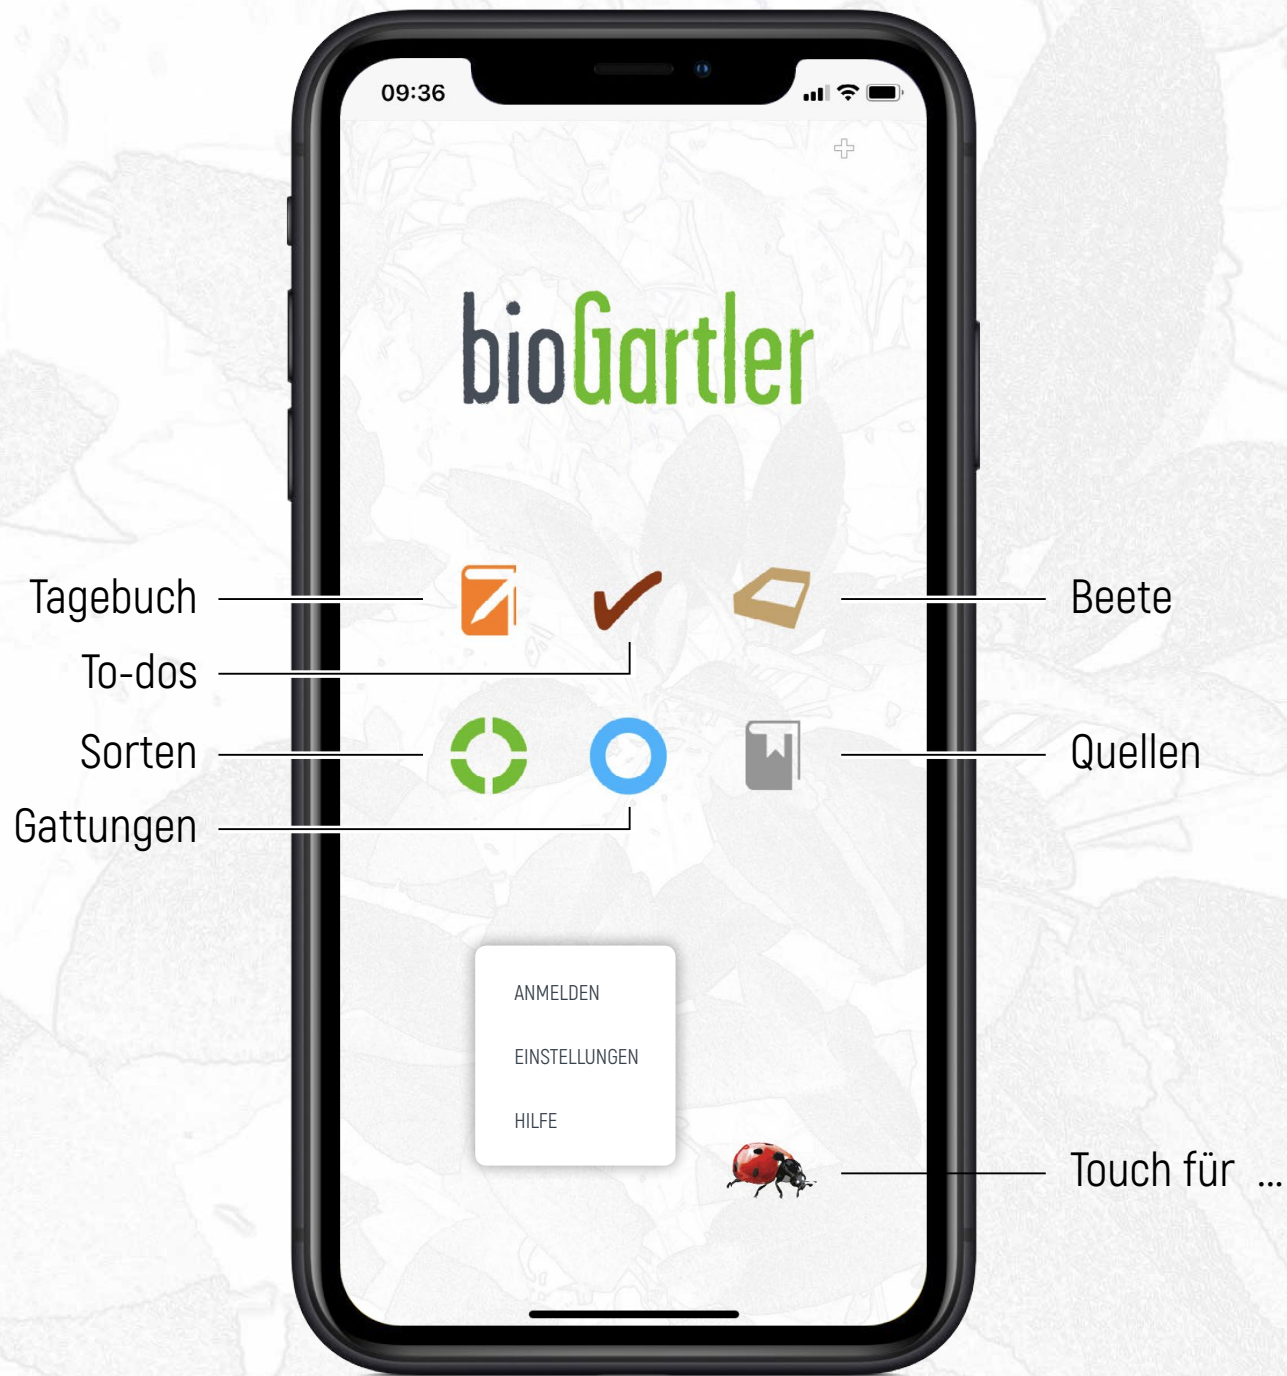 09:36
bioGartler
Tagebuch
Beete
To-dos
Sorten
Quellen
Gattungen
ANMELDEN
EINSTELLUNGEN
HILFE
Touch für ...